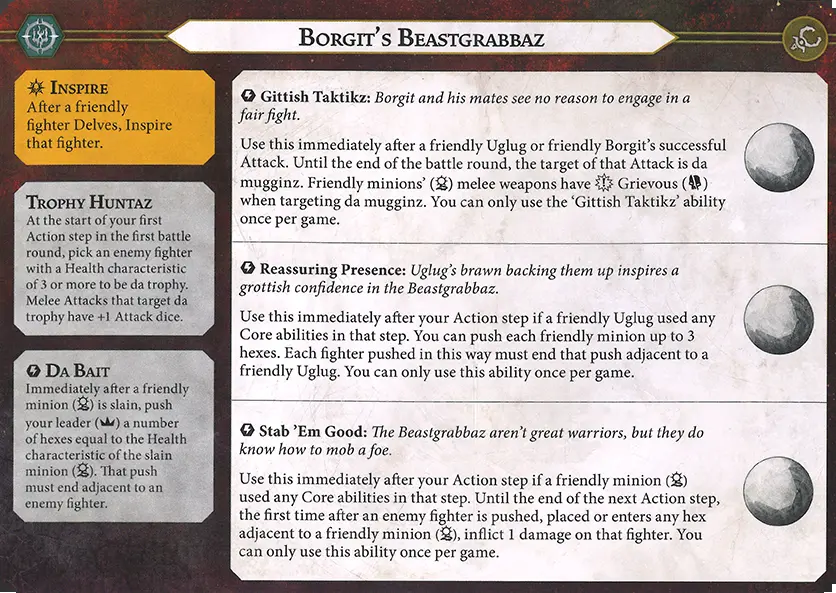 Borgit's Beastgrabbaz
Inspire
After a friendly
fighter Delves, Inspire
that fighter.
Trophy Huntaz
At the start of your first
Action step in the first battle
round, pick an enemy fighter
with a Health characteristic
of 3 or more to be da trophy.
Melee Attacks that target da
trophy have +1 Attack dice.
Da Bait
Immediately after a friendly
minion () is slain, push
your leader () a number
of hexes equal to the Health
characteristic of the slain
minion (). That push
must end adjacent to an
enemy fighter.
Gittish Taktikz: Borgit and his mates see no reason to engage in a
fair fight.
Use this immediately after a friendly Uglug or friendly Borgit's successful
Attack. Until the end of the battle round, the target of that Attack is da
mugginz. Friendly minions' () melee weapons have Grievous ()
when targeting da mugginz. You can only use the 'Gittish Taktikz' ability
once per game.
Reassuring Presence: Uglug's brawn backing them up inspires a
grottish confidence in the Beastgrabbaz.
Use this immediately after your Action step if a friendly Uglug used any
Core abilities in that step. You can push each friendly minion up to 3
hexes. Each fighter pushed in this way must end that push adjacent to a
friendly Uglug. You can only use this ability once per game.
Stab 'Em Good: The Beastgrabbaz aren't great warriors, but they do
know how to mob a foe.
Use this immediately after your Action step if a friendly minion ()
used any Core abilities in that step. Until the end of the next Action step,
the first time after an enemy fighter is pushed, placed or enters any hex
adjacent to a friendly minion (), inflict 1 damage on that fighter. You
can only use this ability once per game.